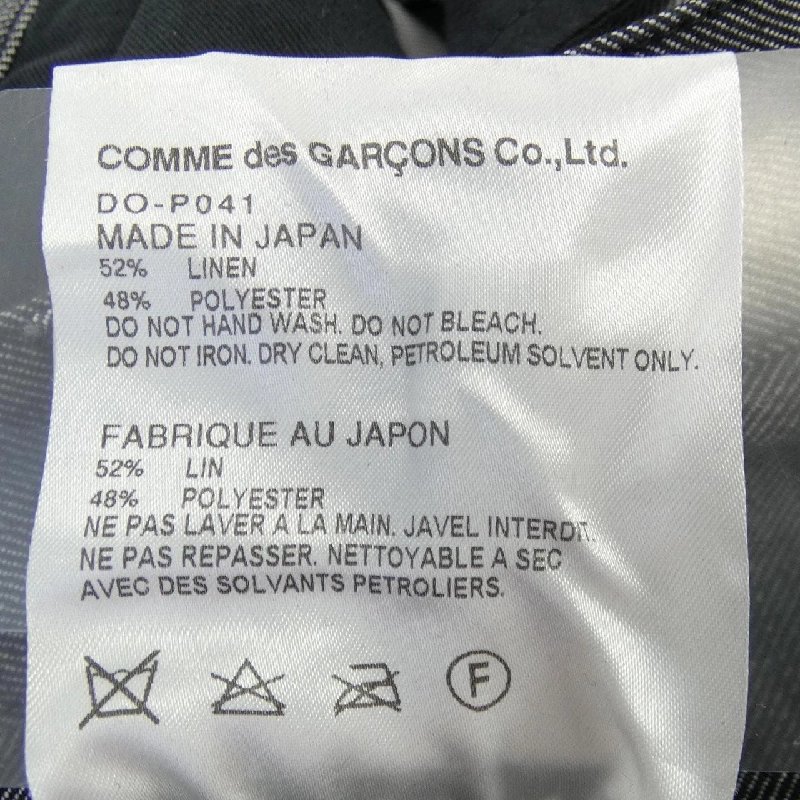 COMME des GARÇONS Co.,Ltd.
DO-P041
MADE IN JAPAN
52% LINEN
48% POLYESTER
DO NOT HAND WASH. DO NOT BLEACH.
DO NOT IRON. DRY CLEAN, PETROLEUM SOLVENT ONLY.
FABRIQUE AU JAPON
52% LIN
48% POLYESTER
NE PAS LAVER A LA MAIN. JAVEL INTERDIT.
NE PAS REPASSER. NETTOYABLE A SEC
AVEC DES SOLVANTS PETROLIERS.
F